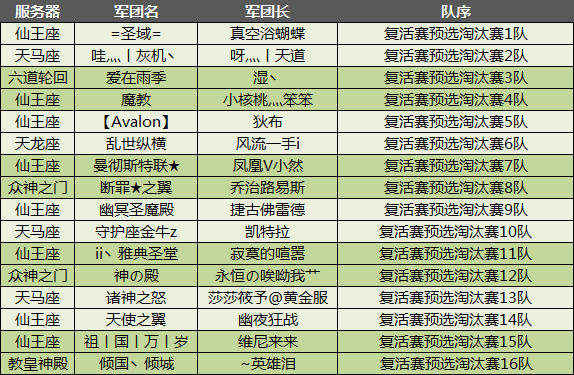 服务器 军团名 军团长 队序
仙王座 =圣域= 真空浴蝴蝶 复活赛预选淘汰赛1队
天马座 哇灬丨灰机丶 呀灬丨天道 复活赛预选淘汰赛2队
六道轮回 爱在雨季 湿丶 复活赛预选淘汰赛3队
仙王座 魔教 小核桃灬笨笨 复活赛预选淘汰赛4队
仙王座 【Avalon】 狄布 复活赛预选淘汰赛5队
天龙座 乱世纵横 风流一手i 复活赛预选淘汰赛6队
仙王座 曼彻斯特联★ 凤凰V小然 复活赛预选淘汰赛7队
众神之门 断罪★之翼 乔治路易斯 复活赛预选淘汰赛8队
仙王座 幽冥圣魔殿 捷古佛雷德 复活赛预选淘汰赛9队
天马座 守护座金牛z 凯特拉 复活赛预选淘汰赛10队
仙王座 ii丶雅典圣堂 寂寞的喧嚣 复活赛预选淘汰赛11队
众神之门 神の殿 永恒の唉呦我艹 复活赛预选淘汰赛12队
天马座 诸神之怒 莎莎筱予@黄金服 复活赛预选淘汰赛13队
仙王座 天使之翼 幽夜狂战 复活赛预选淘汰赛14队
仙王座 祖丨国丨万丨岁 维尼来来 复活赛预选淘汰赛15队
教皇神殿 倾国丶倾城 ~英雄泪 复活赛预选淘汰赛16队